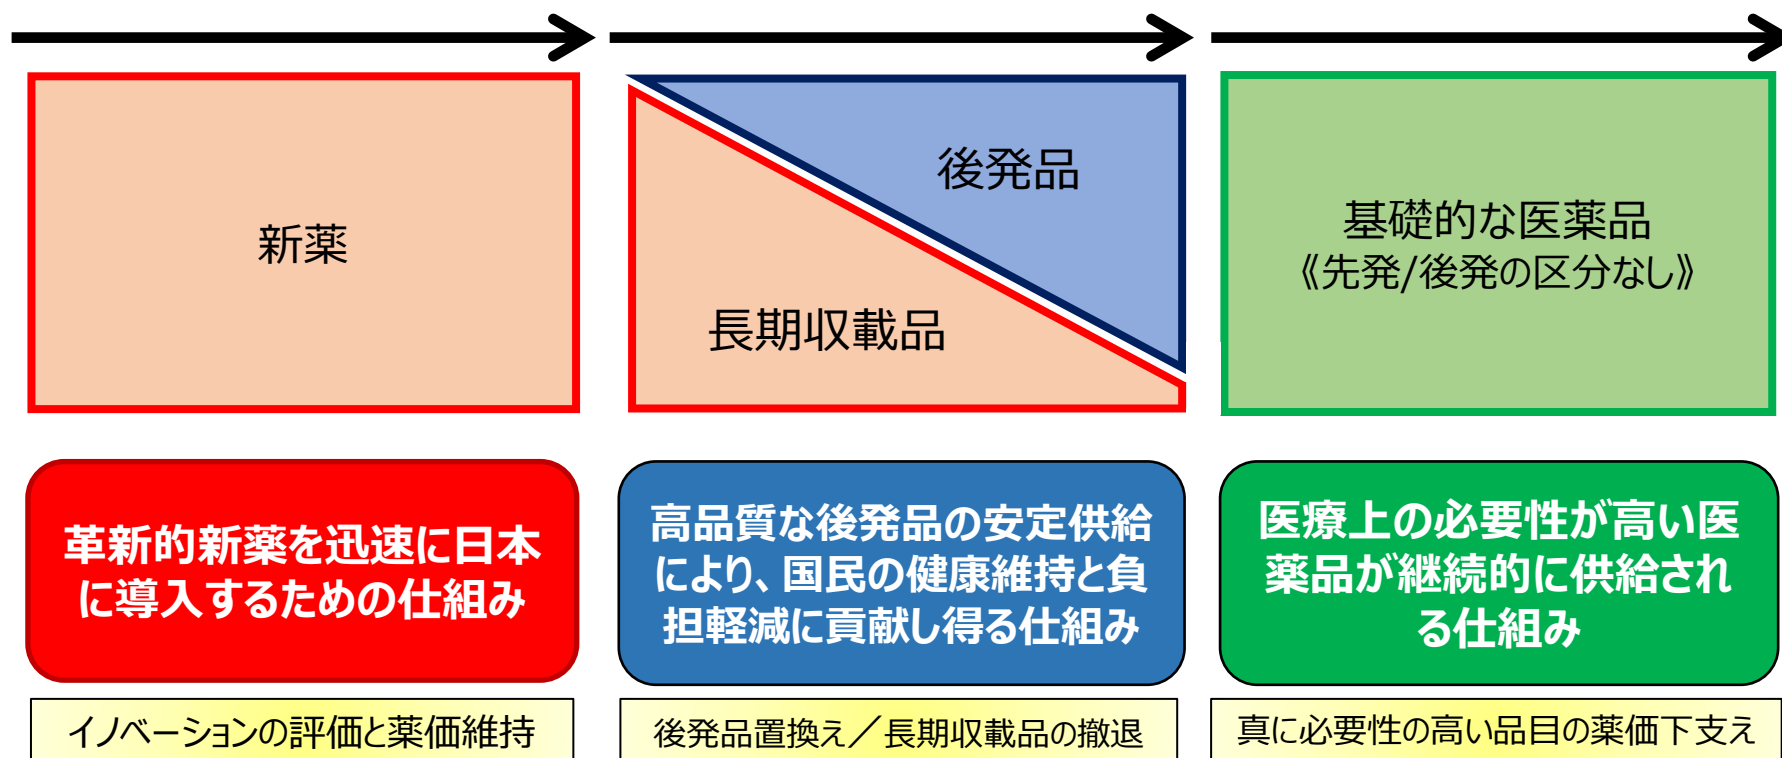 新薬
後発品
長期収載品
基礎的な医薬品
《先発/後発の区分なし》
革新的新薬を迅速に日本
に導入するための仕組み
高品質な後発品の安定供給
により、国民の健康維持と負
担軽減に貢献し得る仕組み
医療上の必要性が高い医
薬品が継続的に供給され
る仕組み
イノベーションの評価と薬価維持
後発品置換え／長期収載品の撤退
真に必要性の高い品目の薬価下支え